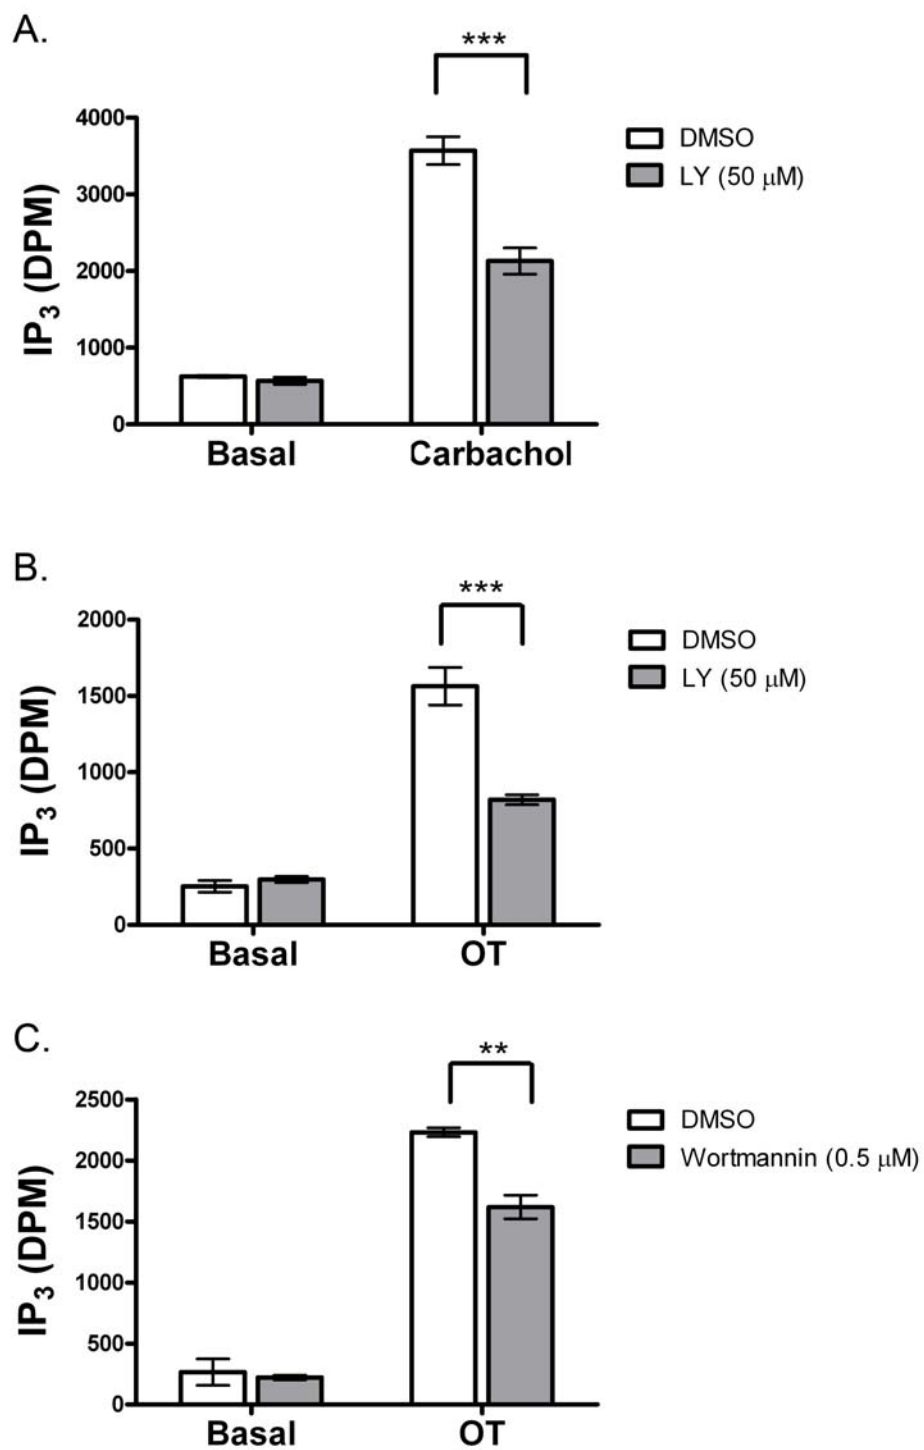 A.
***
4000
3000
2000
1000
0
IP3 (DPM)
Basal
Carbachol
DMSO
LY (50 μM)
B.
***
2000
1500
1000
500
0
IP3 (DPM)
Basal
OT
DMSO
LY (50 μM)
C.
**
2500
2000
1500
1000
500
0
IP3 (DPM)
Basal
OT
DMSO
Wortmannin (0.5 μM)